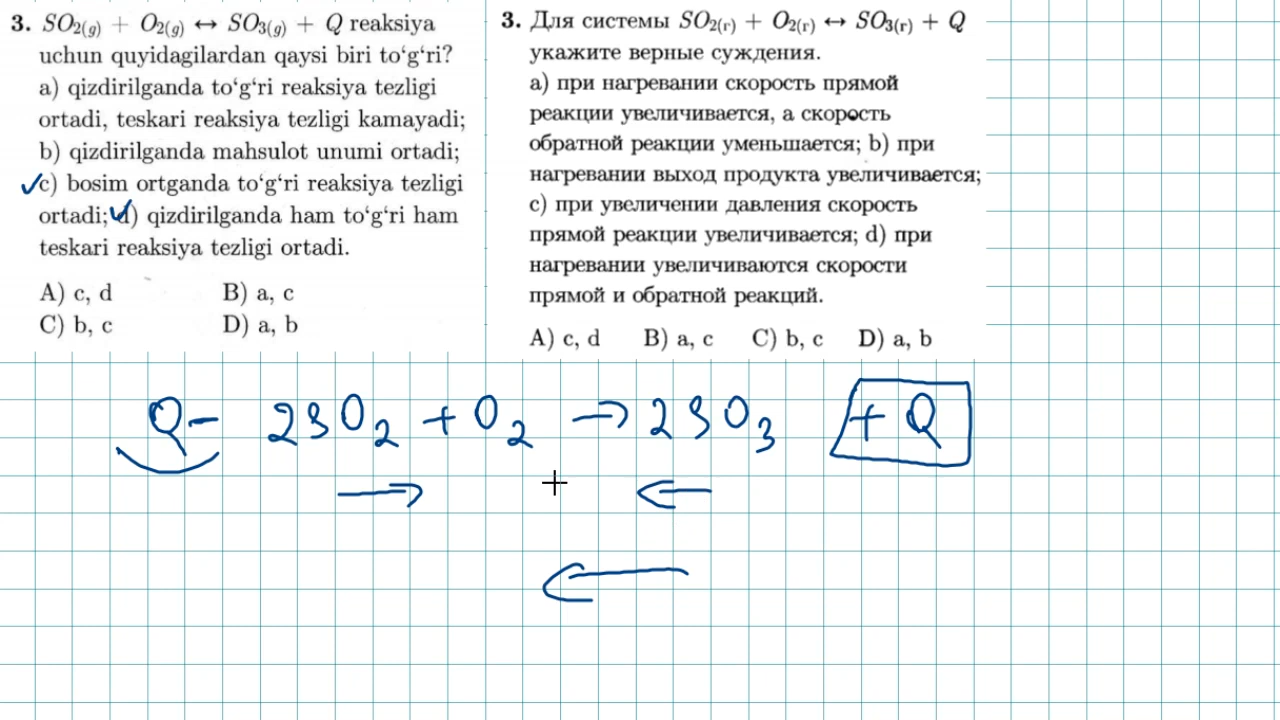 3. SO₂(g) + O₂(g) ↔ SO₃(g) + Q reaksiya
uchun quyidagilardan qaysi biri to‘g‘ri?
a) qizdirilganda to‘g‘ri reaksiya tezligi
ortadi, teskari reaksiya tezligi kamayadi;
b) qizdirilganda mahsulot unumi ortadi;
✓c) bosim ortganda to‘g‘ri reaksiya tezligi
ortadi; ✓d) qizdirilganda ham to‘g‘ri ham
teskari reaksiya tezligi ortadi.
A) c, d B) a, c
C) b, c D) a, b
3. Для системы SO₂(г) + O₂(г) ↔ SO₃(г) + Q
укажите верные суждения.
a) при нагревании скорость прямой
реакции увеличивается, а скорость
обратной реакции уменьшается; b) при
нагревании выход продукта увеличивается;
c) при увеличении давления скорость
прямой реакции увеличивается; d) при
нагревании увеличиваются скорости
прямой и обратной реакций.
A) c, d B) a, c C) b, c D) a, b
Q- 2SO₂ + O₂ → 2SO₃ + Q